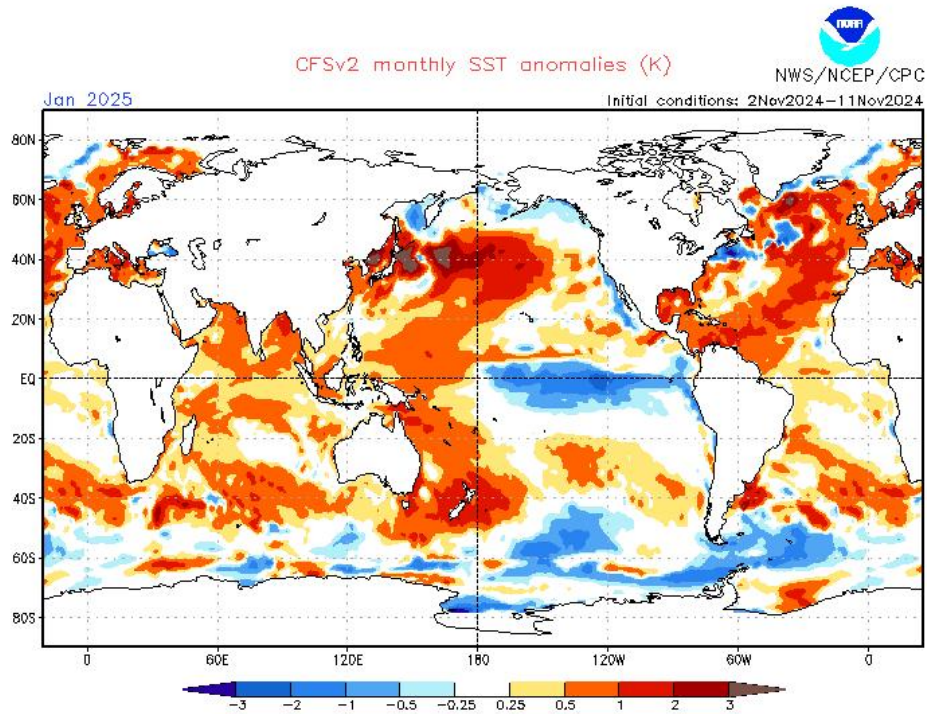 NOAA
CFSv2 monthly SST anomalies (K)
NWS/NCEP/CPC
Jan 2025
Initial conditions: 2Nov2024-11Nov2024
80N
60N
40N
20N
EQ
20S
40S
60S
80S
0 60E 120E 180 120W 60W 0
-3 -2 -1 -0.5 -0.25 0.25 0.5 1 2 3